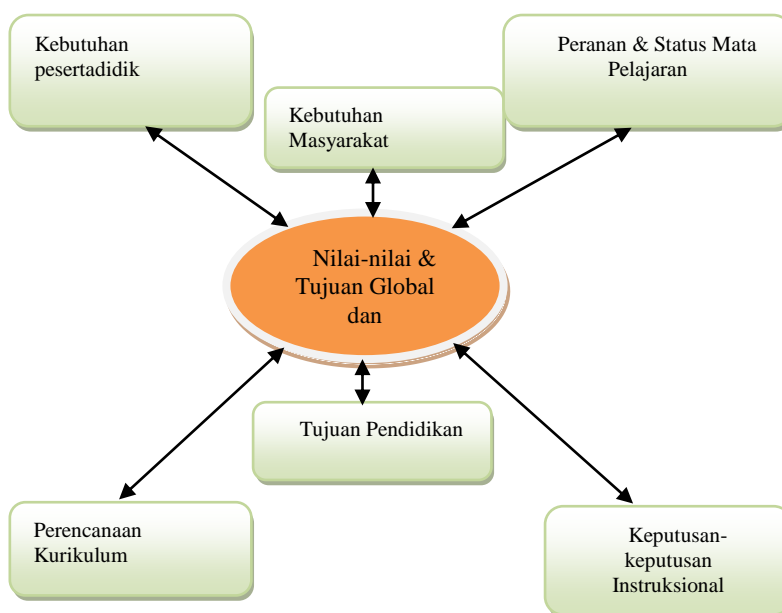 Kebutuhan
pesertadidik
Peranan & Status Mata
Pelajaran
Kebutuhan
Masyarakat
Nilai-nilai &
Tujuan Global
dan
Tujuan Pendidikan
Perencanaan
Kurikulum
Keputusan-
keputusan
Instruksional